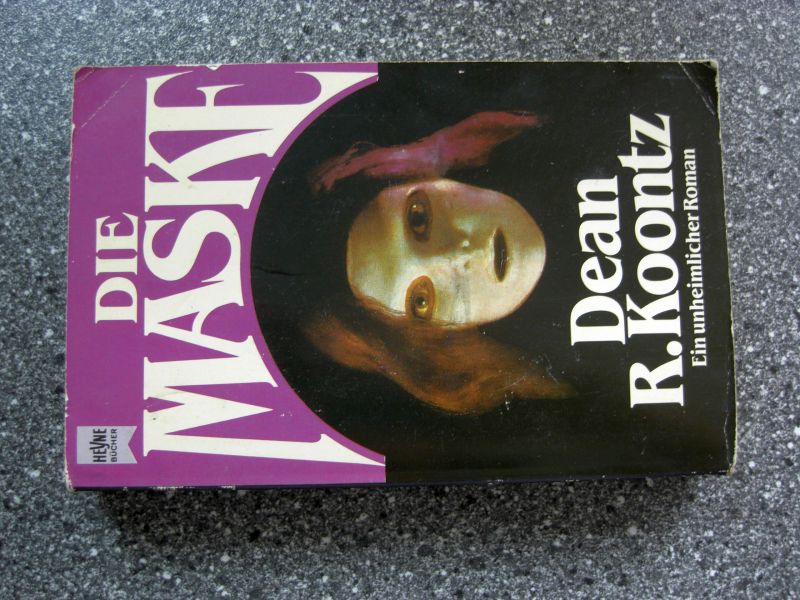 HEYNE
BÜCHER
DIE
MASKE
Dean
R. Koontz
Ein unheimlicher Roman